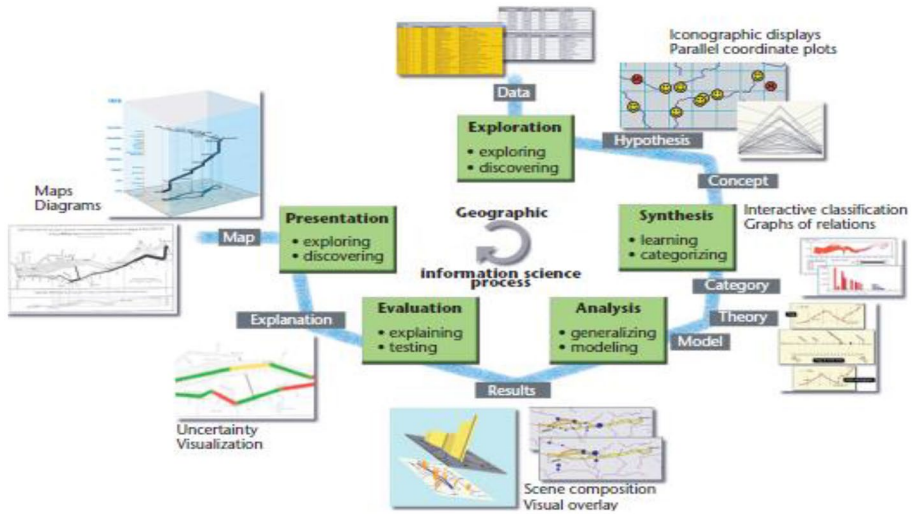 Iconographic displays
Parallel coordinate plots
Data
Exploration
• exploring
• discovering
Hypothesis
Concept
Maps
Diagrams
Presentation
• exploring
• discovering
Map
Geographic
information science
process
Synthesis
• learning
• categorizing
Interactive classification
Graphs of relations
Category
Explanation
Evaluation
• explaining
• testing
Analysis
• generalizing
• modeling
Theory
Model
Results
Uncertainty
Visualization
Scene composition
Visual overlay